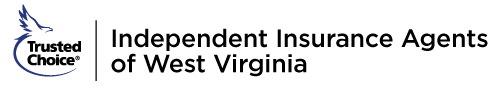 Trusted
Choice®
Independent Insurance Agents
of West Virginia